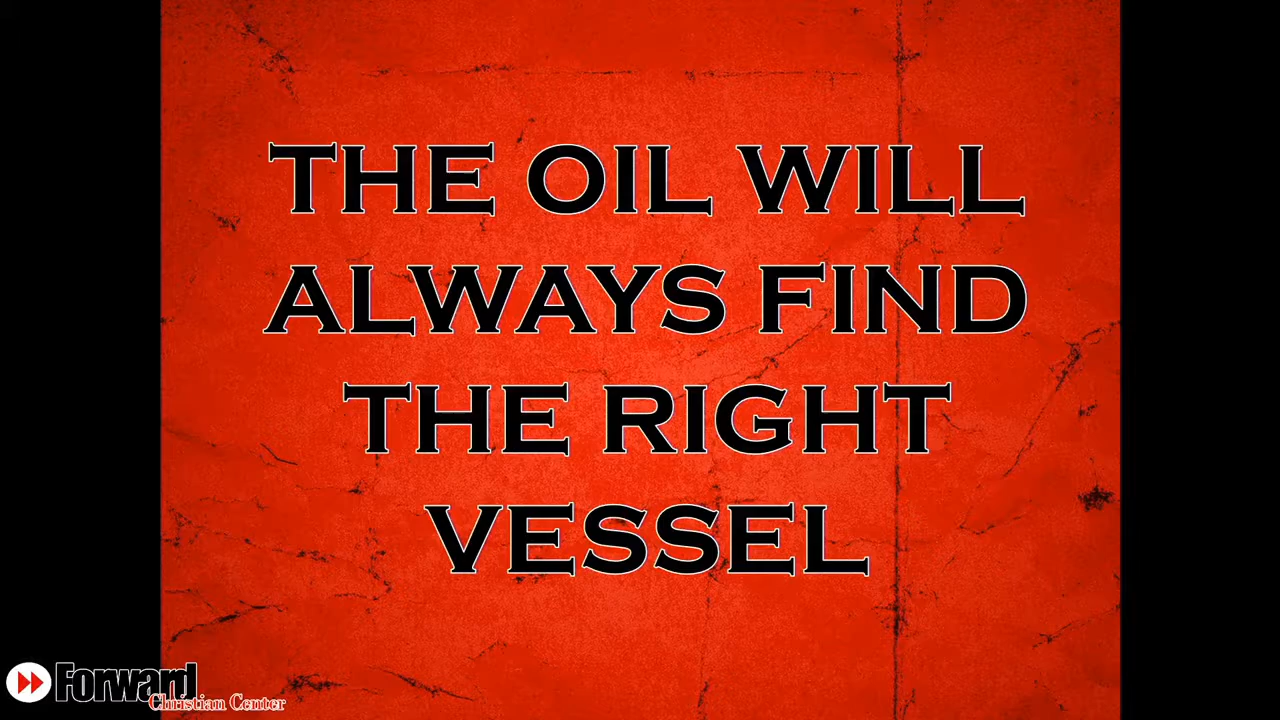 THE OIL WILL
ALWAYS FIND
THE RIGHT
VESSEL
Forward
Christian Center